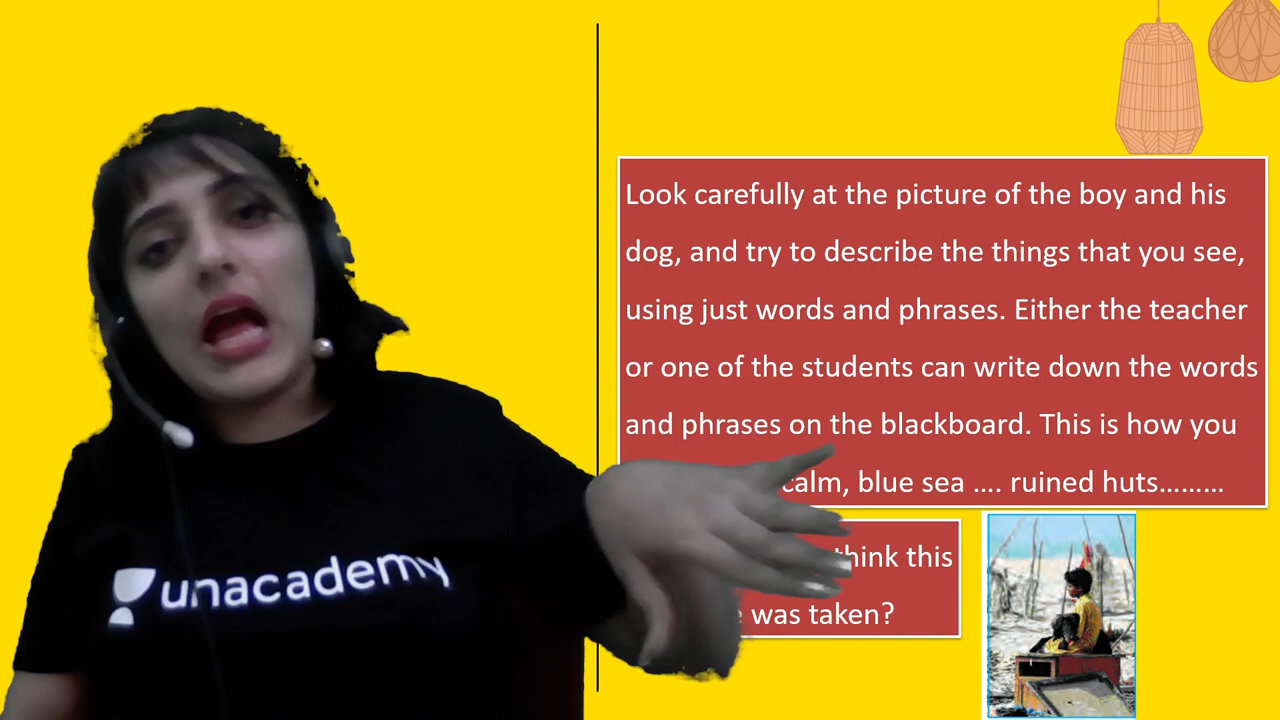 unacademy
Look carefully at the picture of the boy and his
dog, and try to describe the things that you see,
using just words and phrases. Either the teacher
or one of the students can write down the words
and phrases on the blackboard. This is how you
calm, blue sea .... ruined huts.........
think this
was taken?